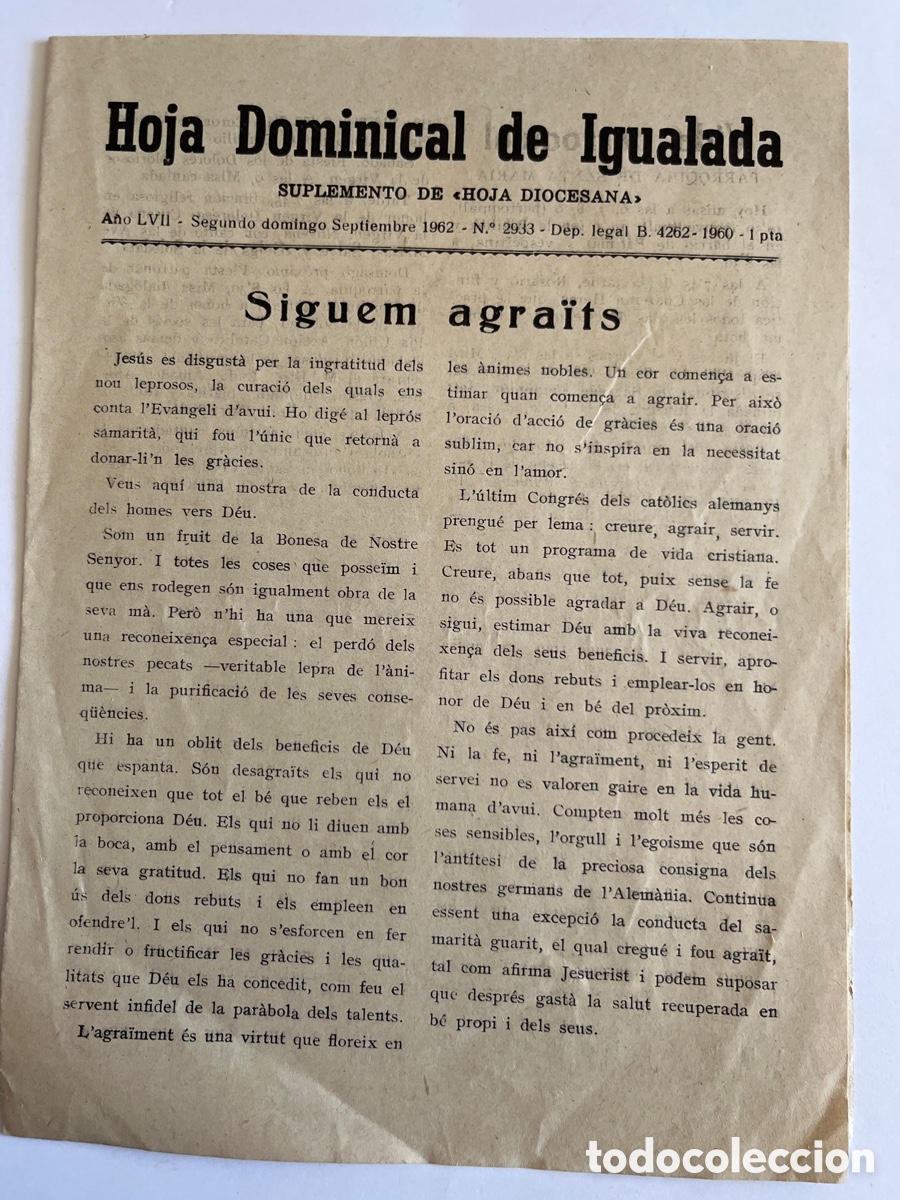 Hoja Dominical de Igualada
SUPLEMENTO DE «HOJA DIOCESANA»
Año LVII - Segundo domingo Septiembre 1962 - N.º 2933 - Dep. legal B. 4262-1960 - 1 pta
Siguem agraïts
Jesús es disgustà per la ingratitud dels
nou leprosos, la curació dels quals ens
conta l'Evangeli d'avui. Ho digé al leprós
samarità, qui fou l'únic que retornà a
donar-li'n les gràcies.
Veus aquí una mostra de la conducta
dels homes vers Déu.
Som un fruit de la Bonesa de Nostre
Senyor. I totes les coses que posseïm i
que ens rodegen són igualment obra de la
seva mà. Però n'hi ha una que mereix
una reconeixença especial: el perdó dels
nostres pecats —veritable lepra de l'àni-
ma— i la purificació de les seves conse-
qüències.
Hi ha un oblit dels beneficis de Déu
que espanta. Són desagraïts els qui no
reconeixen que tot el bé que reben els el
proporciona Déu. Els qui no li diuen amb
la boca, amb el pensament o amb el cor
la seva gratitud. Els qui no fan un bon
ús dels dons rebuts i els empleen en
ofendre'l. I els qui no s'esforcen en fer
rendir o fructificar les gràcies i les qua-
litats que Déu els ha concedit, com feu el
servent infidel de la paràbola dels talents.
L'agraïment és una virtut que floreix en
les ànimes nobles. Un cor comença a es-
timar quan comença a agrair. Per això
l'oració d'acció de gràcies és una oració
sublim, car no s'inspira en la necessitat
sinó en l'amor.
L'últim Congrés dels catòlics alemanys
prengué per lema: creure, agrair, servir.
Es tot un programa de vida cristiana.
Creure, abans que tot, puix sense la fe
no és possible agradar a Déu. Agrair, o
sigui, estimar Déu amb la viva reconei-
xença dels seus beneficis. I servir, apro-
fitar els dons rebuts i emplear-los en ho-
nor de Déu i en bé del pròxim.
No és pas així com procedeix la gent.
Ni la fe, ni l'agraïment, ni l'esperit de
servei no es valoren gaire en la vida hu-
mana d'avui. Compten molt més les co-
ses sensibles, l'orgull i l'egoisme que són
l'antítesi de la preciosa consigna dels
nostres germans de l'Alemània. Continua
essent una excepció la conducta del sa-
marità guarit, el qual cregué i fou agraït,
tal com afirma Jesucrist i podem suposar
que després gastà la salut recuperada en
bé propi i dels seus.
todocoleccion